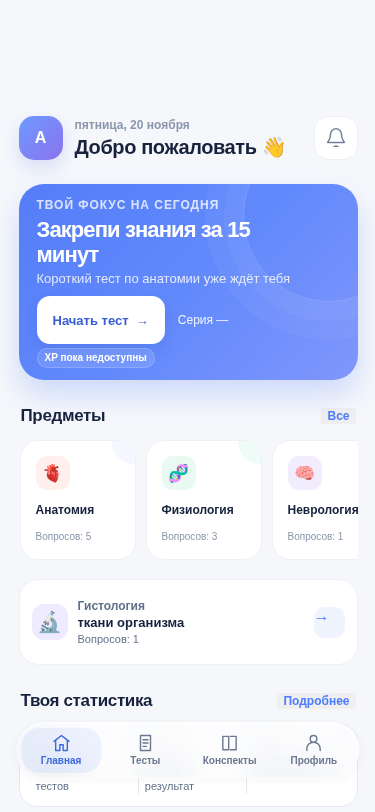 A
пятница, 20 ноября
Добро пожаловать 👋
ТВОЙ ФОКУС НА СЕГОДНЯ
Закрепи знания за 15
минут
Короткий тест по анатомии уже ждёт тебя
Начать тест →
Серия —
XP пока недоступны
Предметы
Все
Анатомия
Вопросов: 5
Физиология
Вопросов: 3
Неврология
Вопросов: 1
Гистология
ткани организма
Вопросов: 1
→
Твоя статистика
Подробнее
Главная
Тесты
Конспекты
Профиль
тестов
результат